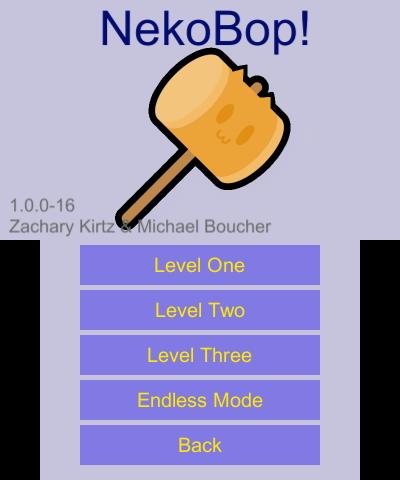 NekoBop!
1.0.0-16
Zachary Kirtz & Michael Boucher
Level One
Level Two
Level Three
Endless Mode
Back